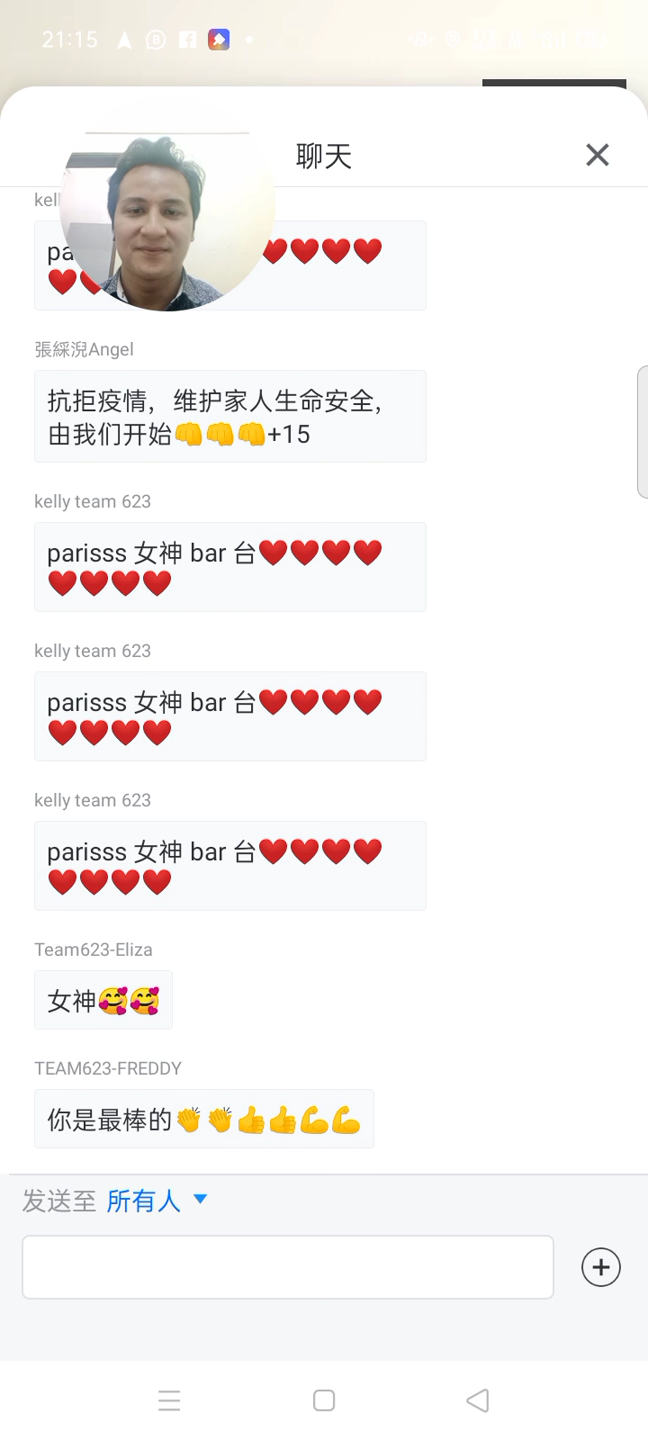 21:15
聊天
kell
pa❤️❤️❤️❤️
❤️❤️
張綵涗Angel
抗拒疫情，维护家人生命安全，
由我们开始👊👊👊+15
kelly team 623
parisss 女神 bar 台❤️❤️❤️❤️
❤️❤️❤️❤️
kelly team 623
parisss 女神 bar 台❤️❤️❤️❤️
❤️❤️❤️❤️
kelly team 623
parisss 女神 bar 台❤️❤️❤️❤️
❤️❤️❤️❤️
Team623-Eliza
女神🥰🥰
TEAM623-FREDDY
你是最棒的👏👏👍👍💪💪
发送至 所有人